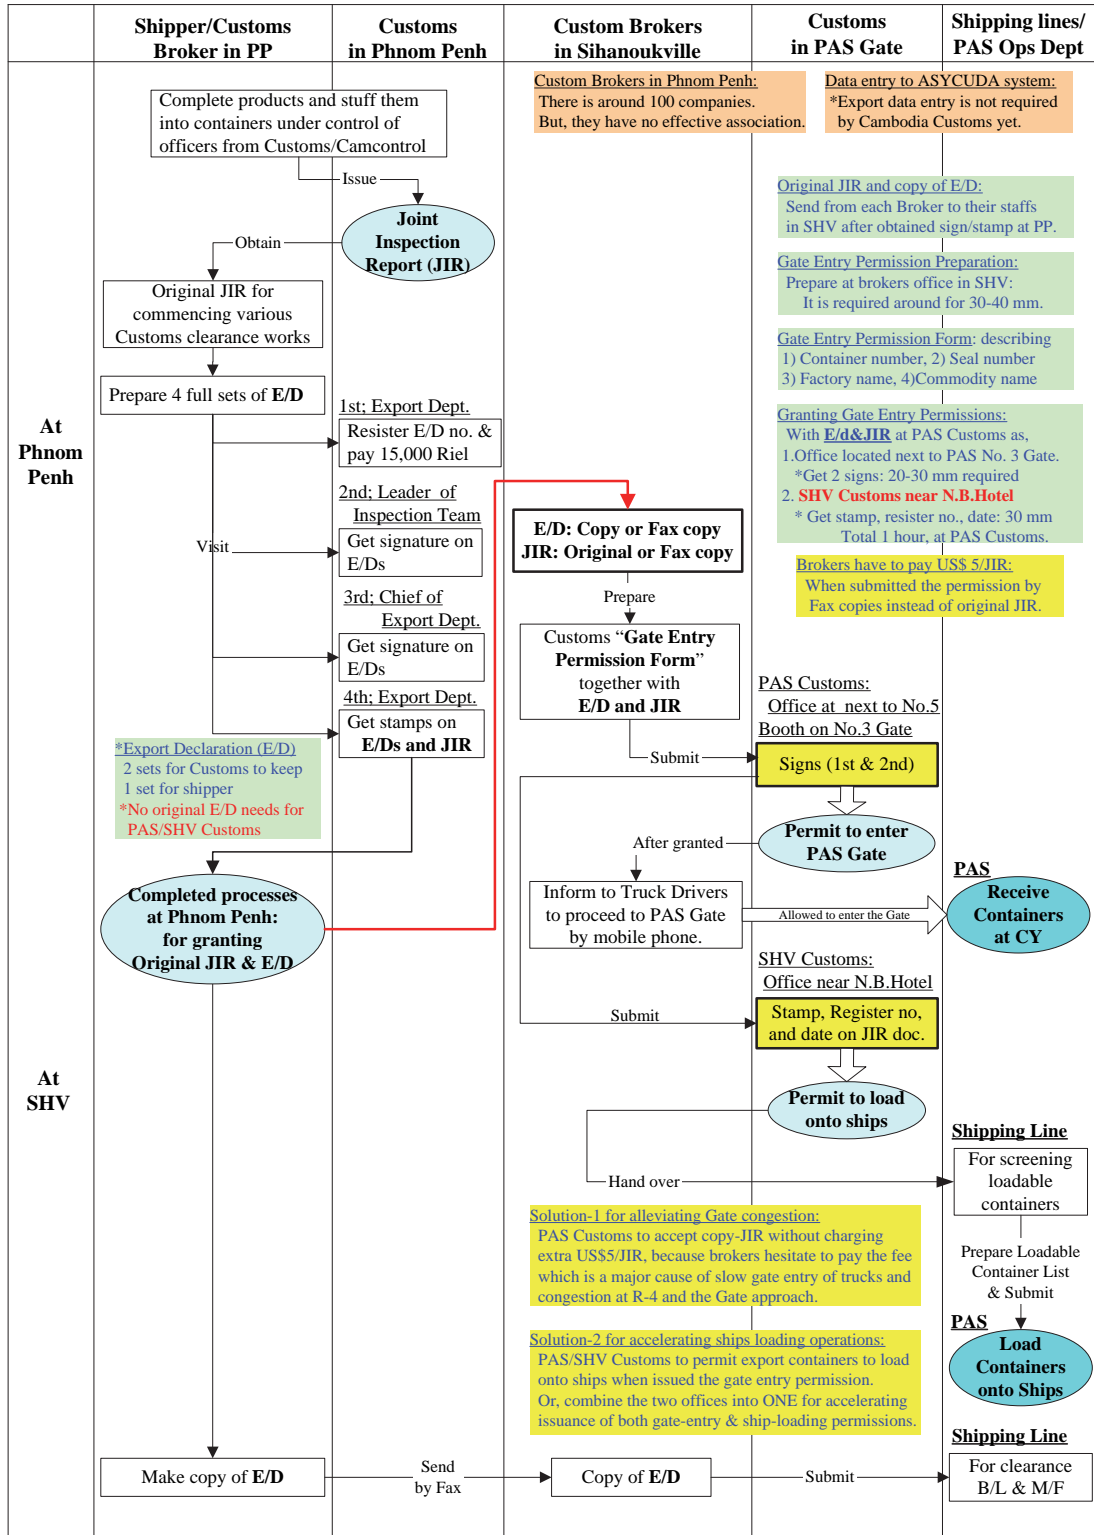 Shipper/Customs
Broker in PP
Customs
in Phnom Penh
Custom Brokers
in Sihanoukville
Customs
in PAS Gate
Shipping lines/
PAS Ops Dept
At
Phnom
Penh
At
SHV
Complete products and stuff them
into containers under control of
officers from Customs/Camcontrol
Issue
Joint
Inspection
Report (JIR)
Obtain
Original JIR for
commencing various
Customs clearance works
Prepare 4 full sets of E/D
Visit
1st; Export Dept.
Resister E/D no. &
pay 15,000 Riel
2nd; Leader of
Inspection Team
Get signature on
E/Ds
3rd; Chief of
Export Dept.
Get signature on
E/Ds
4th; Export Dept.
Get stamps on
E/Ds and JIR
*Export Declaration (E/D)
2 sets for Customs to keep
1 set for shipper
*No original E/D needs for
PAS/SHV Customs
Completed processes
at Phnom Penh:
for granting
Original JIR & E/D
Custom Brokers in Phnom Penh:
There is around 100 companies.
But, they have no effective association.
Data entry to ASYCUDA system:
*Export data entry is not required
by Cambodia Customs yet.
Original JIR and copy of E/D:
Send from each Broker to their staffs
in SHV after obtained sign/stamp at PP.
Gate Entry Permission Preparation:
Prepare at brokers office in SHV:
It is required around for 30-40 mm.
Gate Entry Permission Form: describing
1) Container number, 2) Seal number
3) Factory name, 4)Commodity name
Granting Gate Entry Permissions:
With E/d&JIR at PAS Customs as,
1.Office located next to PAS No. 3 Gate.
*Get 2 signs: 20-30 mm required
2. SHV Customs near N.B.Hotel
* Get stamp, resister no., date: 30 mm
Total 1 hour, at PAS Customs.
Brokers have to pay US$ 5/JIR:
When submitted the permission by
Fax copies instead of original JIR.
E/D: Copy or Fax copy
JIR: Original or Fax copy
Prepare
Customs “Gate Entry
Permission Form”
together with
E/D and JIR
Submit
PAS Customs:
Office at next to No.5
Booth on No.3 Gate
Signs (1st & 2nd)
Permit to enter
PAS Gate
After granted
Inform to Truck Drivers
to proceed to PAS Gate
by mobile phone.
Allowed to enter the Gate
PAS
Receive
Containers
at CY
SHV Customs:
Office near N.B.Hotel
Submit
Stamp, Register no,
and date on JIR doc.
Permit to load
onto ships
Hand over
Shipping Line
For screening
loadable
containers
Prepare Loadable
Container List
& Submit
PAS
Load
Containers
onto Ships
Solution-1 for alleviating Gate congestion:
PAS Customs to accept copy-JIR without charging
extra US$5/JIR, because brokers hesitate to pay the fee
which is a major cause of slow gate entry of trucks and
congestion at R-4 and the Gate approach.
Solution-2 for accelerating ships loading operations:
PAS/SHV Customs to permit export containers to load
onto ships when issued the gate entry permission.
Or, combine the two offices into ONE for accelerating
issuance of both gate-entry & ship-loading permissions.
Make copy of E/D
Send
by Fax
Copy of E/D
Submit
Shipping Line
For clearance
B/L & M/F